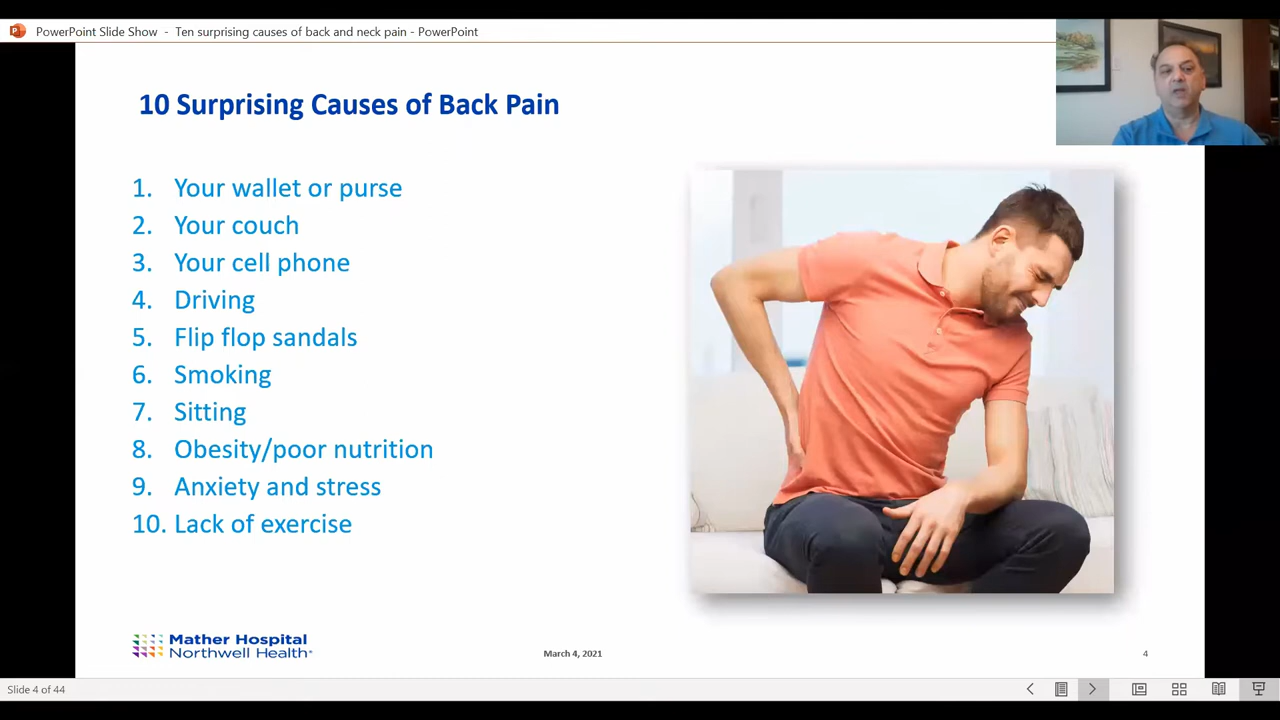 PowerPoint Slide Show - Ten surprising causes of back and neck pain - PowerPoint
10 Surprising Causes of Back Pain
1. Your wallet or purse
2. Your couch
3. Your cell phone
4. Driving
5. Flip flop sandals
6. Smoking
7. Sitting
8. Obesity/poor nutrition
9. Anxiety and stress
10. Lack of exercise
Mather Hospital
Northwell Health
March 4, 2021
4
Slide 4 of 44